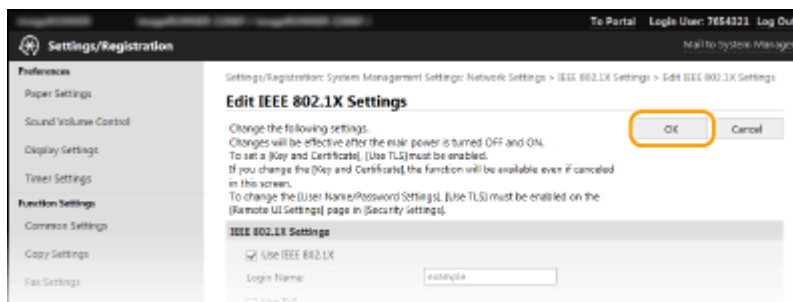 To Portal Login User: 7654321 Log Out
Settings/Registration
Mail to System Manager
Preferences
Paper Settings
Sound Volume Control
Display Settings
Timer Settings
Function Settings
Common Settings
Copy Settings
Fax Settings
Settings/Registration: System Management Settings: Network Settings > IEEE 802.1X Settings > Edit IEEE 802.1X Settings
Edit IEEE 802.1X Settings
OK
Cancel
Change the following settings.
Changes will be effective after the main power is turned OFF and ON.
To set a [Key and Certificate], [Use TLS] must be enabled.
If you change the [Key and Certificate], the function will be available even if canceled
in this screen.
To change the [User Name/Password Settings], [Use TLS] must be enabled on the
[Remote UI Settings] page in [Security Settings].
IEEE 802.1X Settings
Use IEEE 802.1X
Login Name:
example
Use TLS